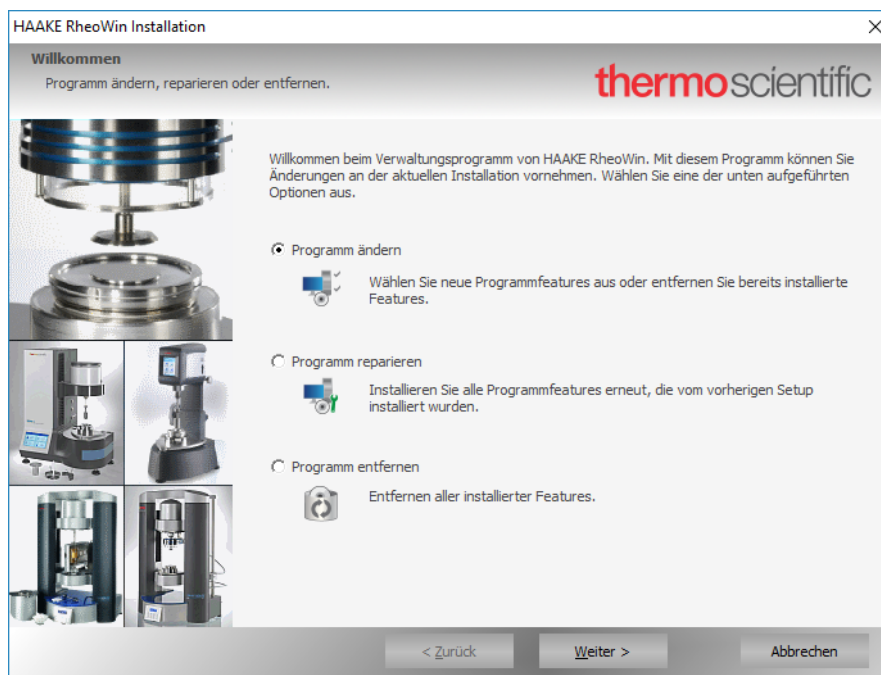 HAAKE RheoWin Installation
Willkommen
Programm ändern, reparieren oder entfernen.
thermoscientific
Willkommen beim Verwaltungsprogramm von HAAKE RheoWin. Mit diesem Programm können Sie
Änderungen an der aktuellen Installation vornehmen. Wählen Sie eine der unten aufgeführten
Optionen aus.
Programm ändern
Wählen Sie neue Programmfeatures aus oder entfernen Sie bereits installierte
Features.
Programm reparieren
Installieren Sie alle Programmfeatures erneut, die vom vorherigen Setup
installiert wurden.
Programm entfernen
Entfernen aller installierter Features.
< Zurück
Weiter >
Abbrechen